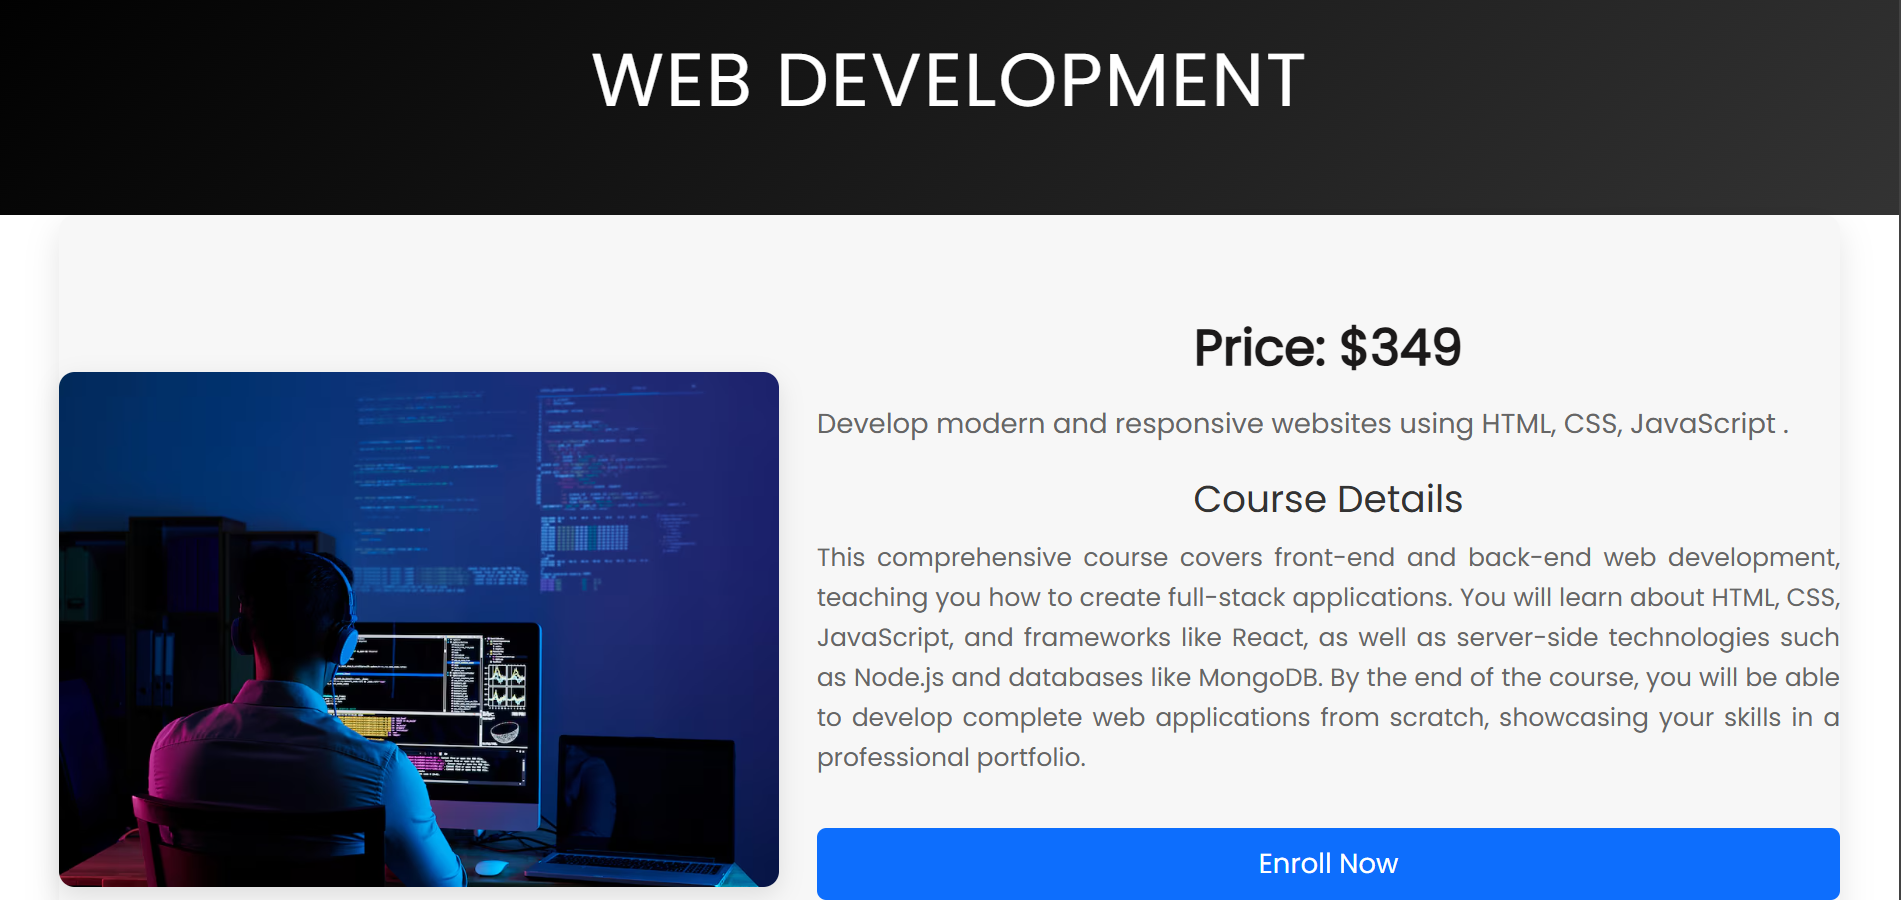 WEB DEVELOPMENT
Price: $349
Develop modern and responsive websites using HTML, CSS, JavaScript .
Course Details
This comprehensive course covers front-end and back-end web development,
teaching you how to create full-stack applications. You will learn about HTML, CSS,
JavaScript, and frameworks like React, as well as server-side technologies such
as Node.js and databases like MongoDB. By the end of the course, you will be able
to develop complete web applications from scratch, showcasing your skills in a
professional portfolio.
Enroll Now